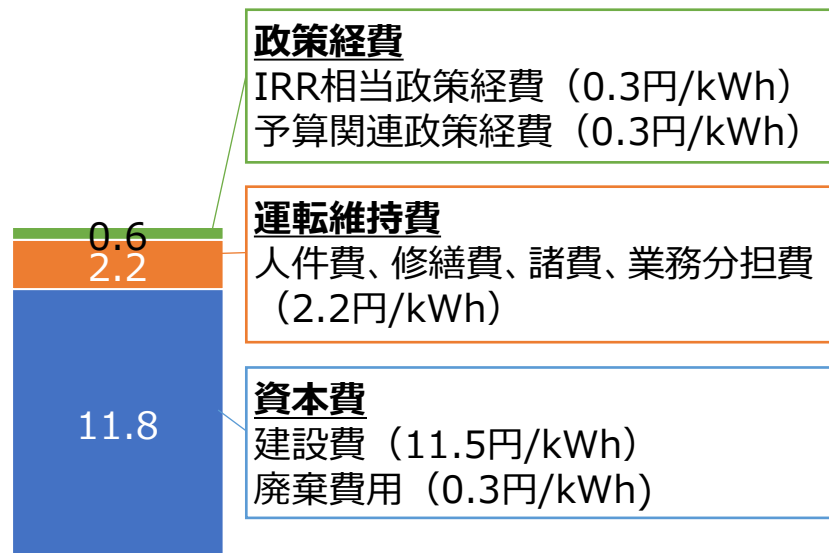 政策経費
IRR相当政策経費（0.3円/kWh）
予算関連政策経費（0.3円/kWh）
0.6
運転維持費
人件費、修繕費、諸費、業務分担費
（2.2円/kWh）
2.2
資本費
建設費（11.5円/kWh）
廃棄費用（0.3円/kWh)
11.8